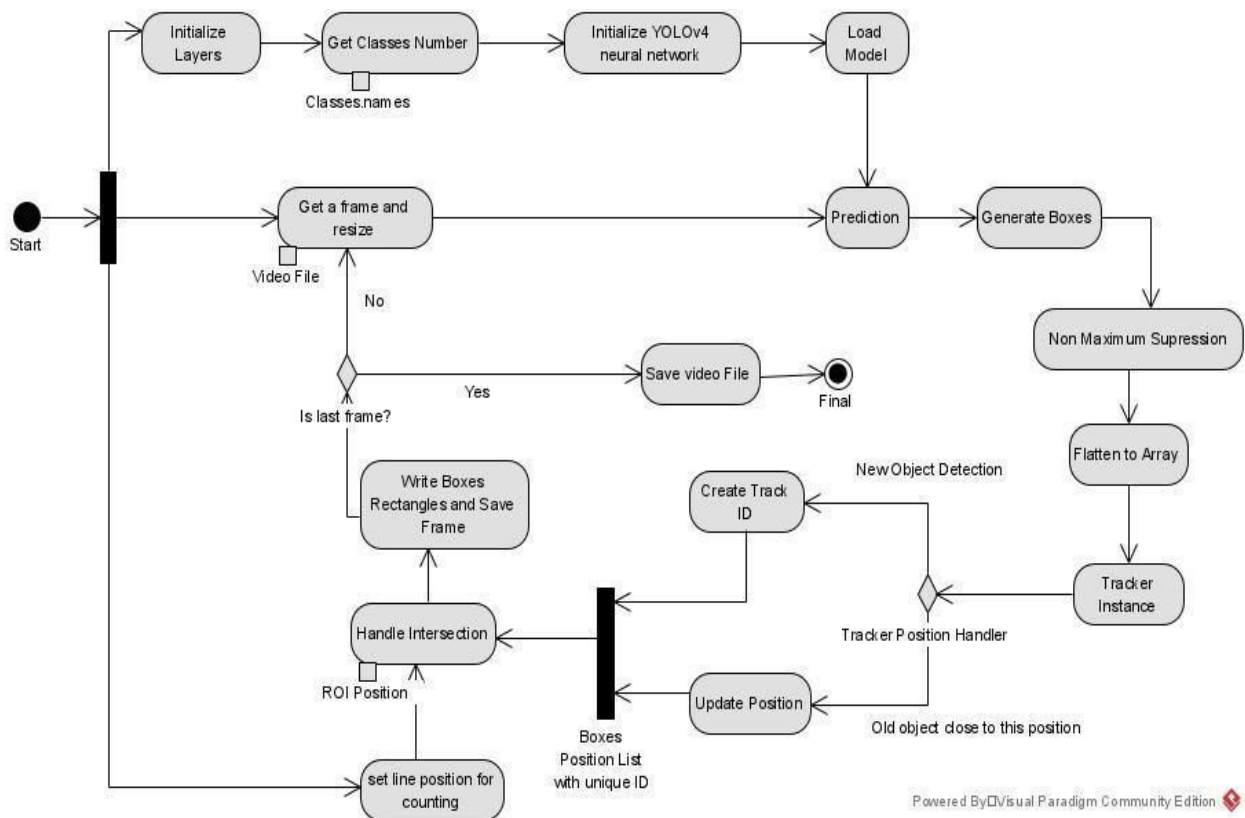 Initialize
Layers
Get Classes Number
Classes.names
Initialize YOLOv4
neural network
Load
Model
Start
Get a frame and
resize
Video File
Prediction
Generate Boxes
No
Non Maximum Supression
Is last frame?
Yes
Save video File
Final
Flatten to Array
New Object Detection
Write Boxes
Rectangles and Save
Frame
Create Track
ID
Tracker
Instance
Tracker Position Handler
Handle Intersection
ROI Position
Update Position
Old object close to this position
Boxes
Position List
with unique ID
set line position for
counting
Powered By Visual Paradigm Community Edition